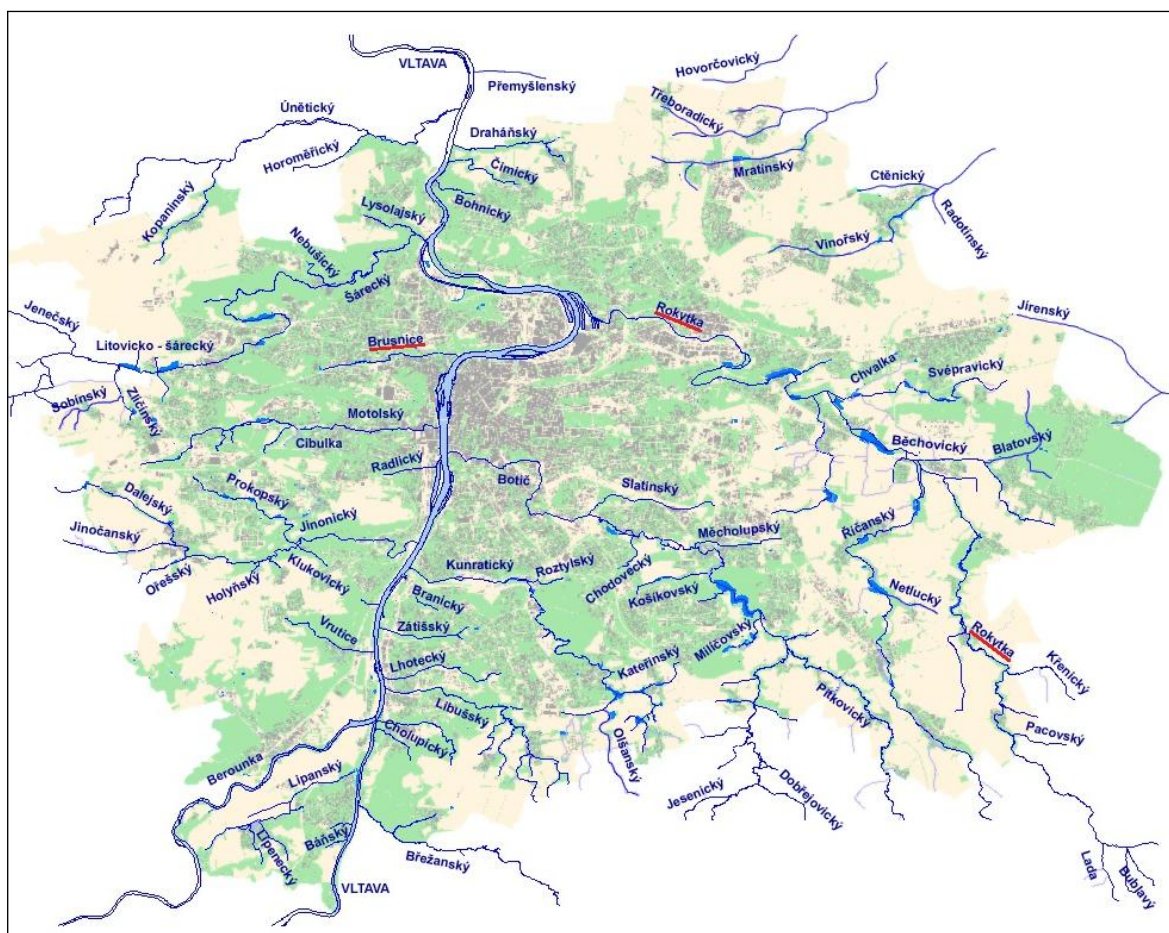 VLTAVA
Přemyšlenský
Hovorčovický
Třeboradický
Únětický
Horoměřický
Draháňský
Čimický
Mratínský
Ctěnický
Radotínský
Kopaninský
Lysolajský
Bohnický
Vinořský
Nebušický
Šárecký
Rokytka
Jírenský
Jenečský
Litovicko - šárecký
Brusnice
Chvalka
Svépravický
Sobínský
Zličínský
Motolský
Cibulka
Radlický
Běchovický
Blatovský
Botič
Slatinský
Prokopský
Dalejský
Jinonický
Jinočanský
Měcholupský
Říčanský
Ořešský
Holyňský
Klukovický
Kunratický
Roztylský
Chodovecký
Košíkovský
Netlucký
Branický
Zátišský
Vrutice
Lhotecký
Kateřinský
Milíčovský
Rokytka
Křenický
Libušský
Pitkovický
Cholupický
Olšanský
Pacovský
Berounka
Lipanský
Jesenický
Dobřejovický
Lipenecký
Báňský
Břežanský
VLTAVA
Lada
Bublavý